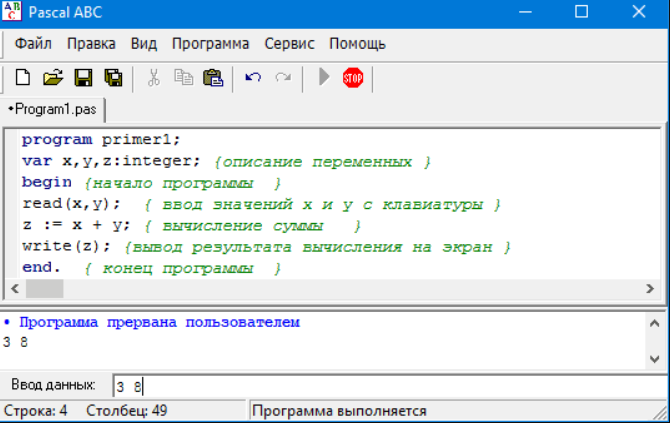 Pascal ABC
Файл Правка Вид Программа Сервис Помощь
STOP
•Program1.pas
program primer1;
var x,y,z:integer; {описание переменных }
begin {начало программы }
read(x,y); { ввод значений x и y с клавиатуры }
z := x + y; { вычисление суммы }
write(z); {вывод результата вычисления на экран }
end. { конец программы }
• Программа прервана пользователем
3 8
Ввод данных: 3 8
Строка: 4 Столбец: 49 Программа выполняется